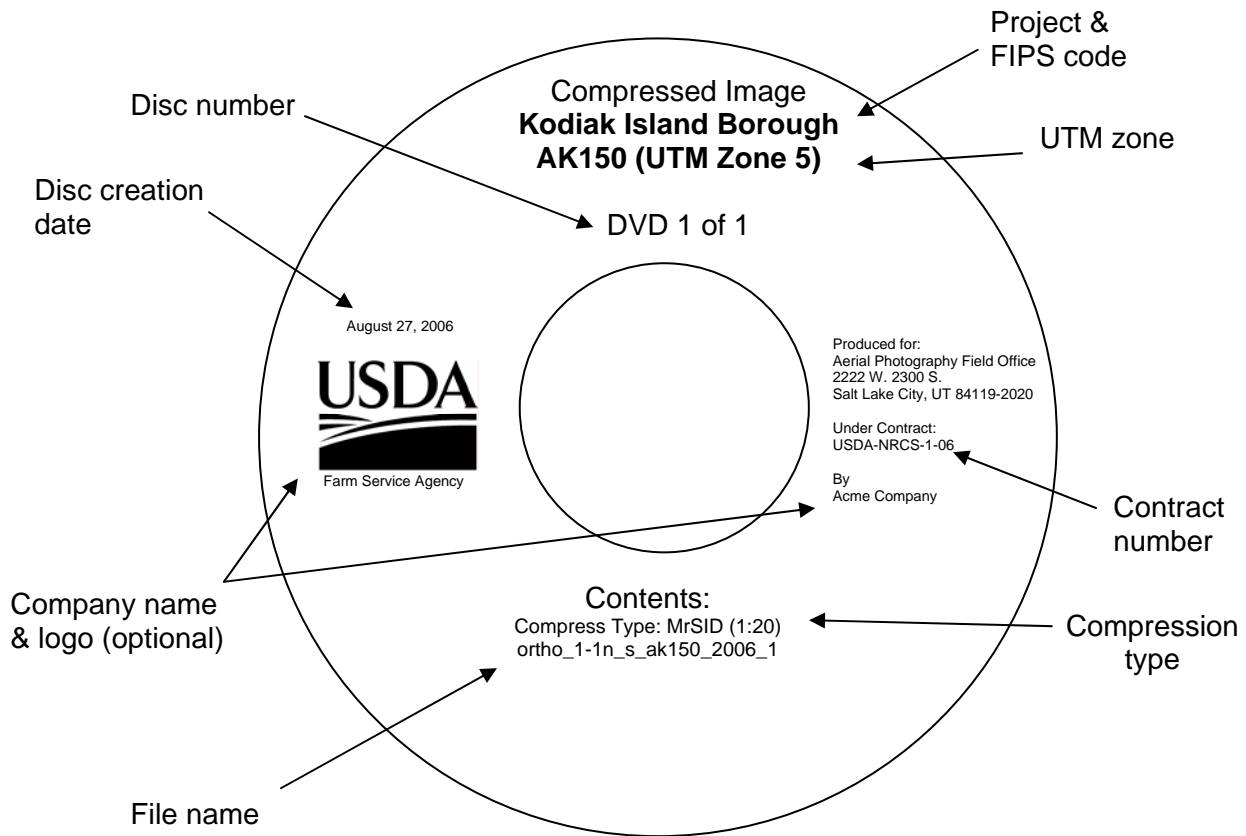 Project &
FIPS code
Disc number
Compressed Image
Kodiak Island Borough
AK150 (UTM Zone 5)
UTM zone
Disc creation
date
DVD 1 of 1
August 27, 2006
USDA
Farm Service Agency
Produced for:
Aerial Photography Field Office
2222 W. 2300 S.
Salt Lake City, UT 84119-2020
Under Contract:
USDA-NRCS-1-06
By
Acme Company
Contract
number
Company name
& logo (optional)
Contents:
Compress Type: MrSID (1:20)
ortho_1-1n_s_ak150_2006_1
Compression
type
File name